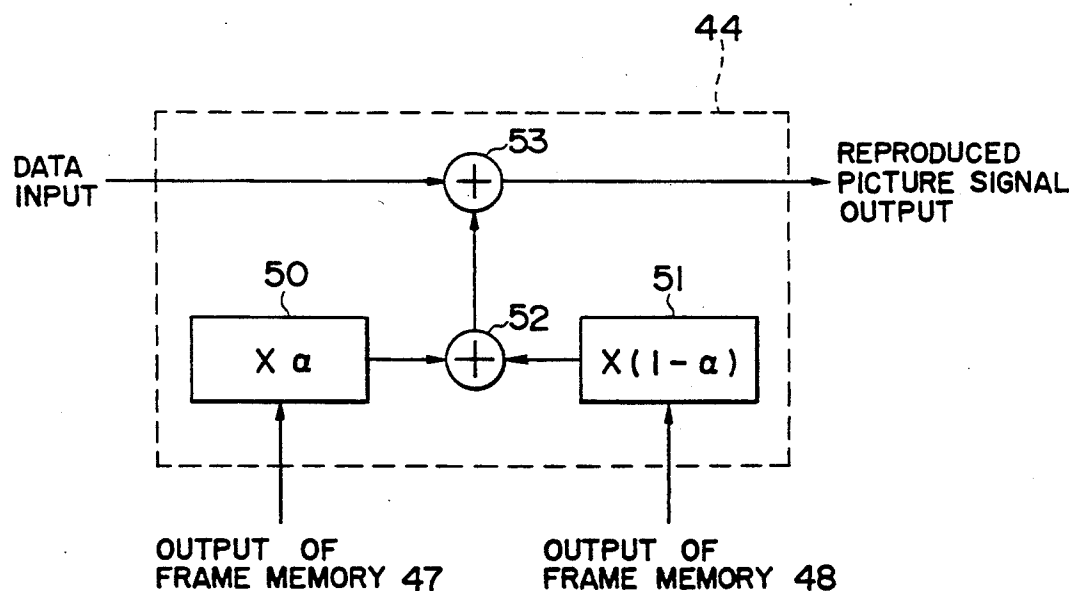 44
53
DATA
INPUT
REPRODUCED
PICTURE SIGNAL
OUTPUT
50
52
51
X α
X(1-α)
OUTPUT OF
FRAME MEMORY 47
OUTPUT OF
FRAME MEMORY 48